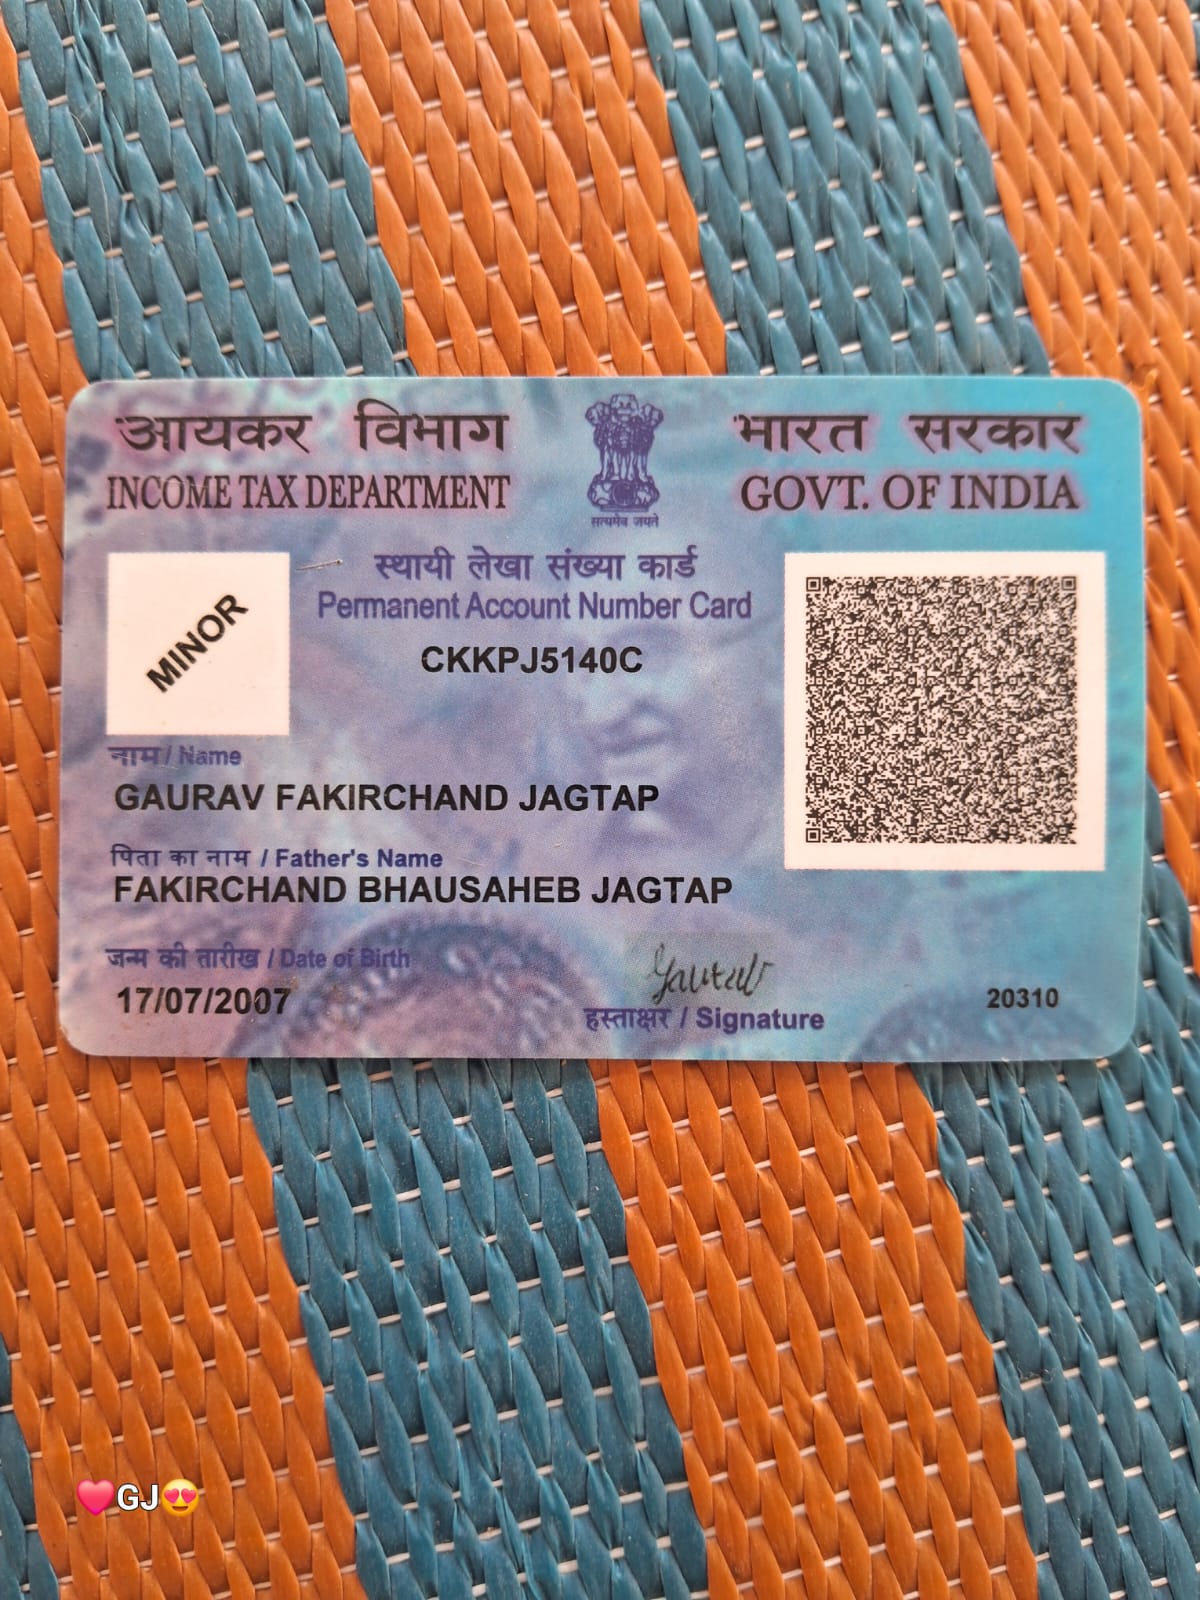 आयकर विभाग
INCOME TAX DEPARTMENT
सत्यमेव जयते
भारत सरकार
GOVT. OF INDIA
स्थायी लेखा संख्या कार्ड
Permanent Account Number Card
CKKPJ5140C
MINOR
नाम / Name
GAURAV FAKIRCHAND JAGTAP
पिता का नाम / Father's Name
FAKIRCHAND BHAUSAHEB JAGTAP
जन्म की तारीख / Date of Birth
17/07/2007
Gaurav
हस्ताक्षर / Signature
20310
❤️GJ😍